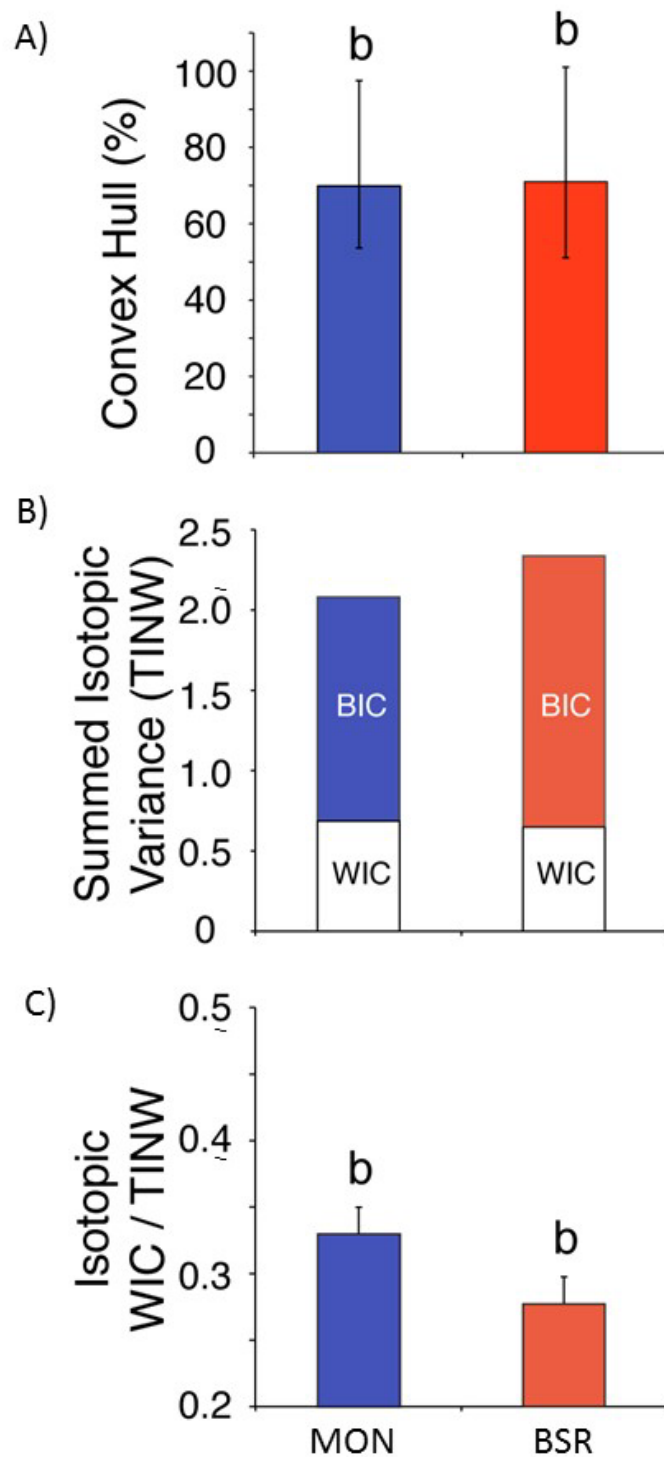 A)
b
b
Convex Hull (%)
100
80
60
40
20
0
B)
Summed Isotopic
Variance (TINW)
2.5
2.0
1.5
1.0
0.5
0
BIC
BIC
WIC
WIC
C)
Isotopic
WIC / TINW
0.5
0.4
0.3
0.2
b
b
MON
BSR